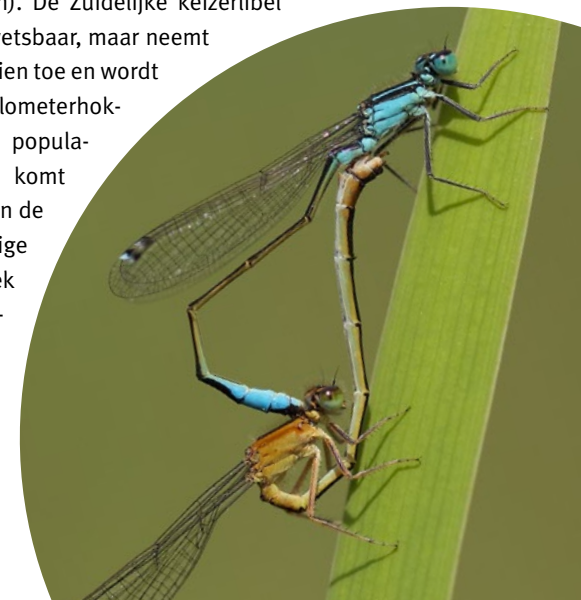 n). De Zuidelijke keizerlibel
etsbaar, maar neemt
ien toe en wordt
lometerhok-
popula-
komt
n de
ige
ek
-